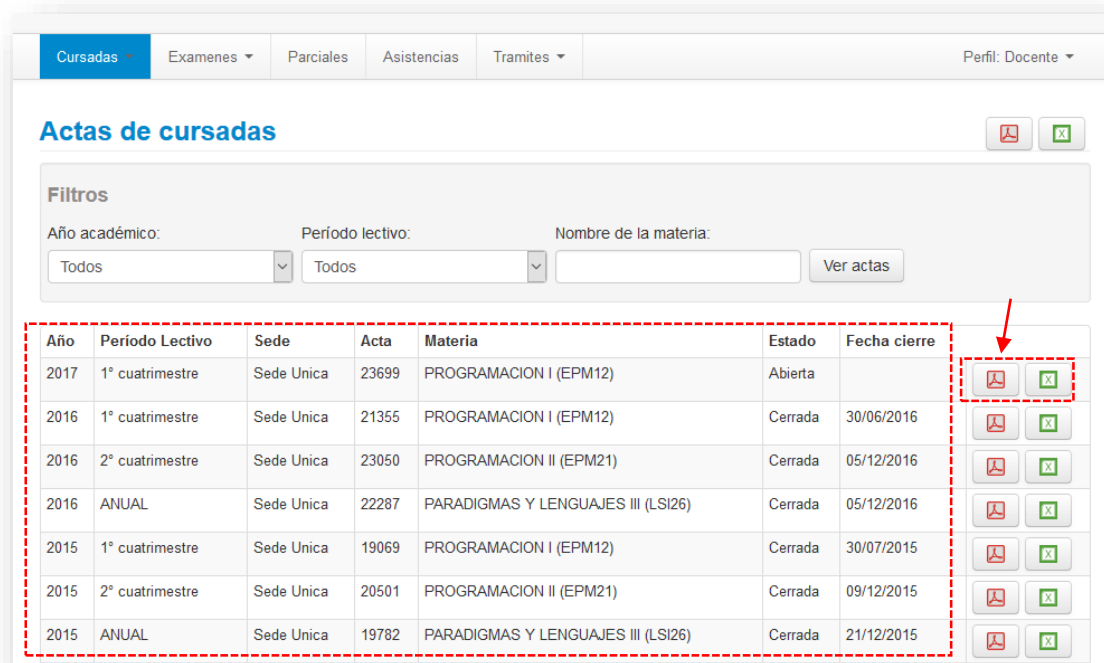 Cursadas Examenes Parciales Asistencias Tramites Perfil: Docente
Actas de cursadas
Filtros
Año académico: Período lectivo: Nombre de la materia:
Todos Todos Ver actas
Año Período Lectivo Sede Acta Materia Estado Fecha cierre
2017 1° cuatrimestre Sede Unica 23699 PROGRAMACION I (EPM12) Abierta
2016 1° cuatrimestre Sede Unica 21355 PROGRAMACION I (EPM12) Cerrada 30/06/2016
2016 2° cuatrimestre Sede Unica 23050 PROGRAMACION II (EPM21) Cerrada 05/12/2016
2016 ANUAL Sede Unica 22287 PARADIGMAS Y LENGUAJES III (LSI26) Cerrada 05/12/2016
2015 1° cuatrimestre Sede Unica 19069 PROGRAMACION I (EPM12) Cerrada 30/07/2015
2015 2° cuatrimestre Sede Unica 20501 PROGRAMACION II (EPM21) Cerrada 09/12/2015
2015 ANUAL Sede Unica 19782 PARADIGMAS Y LENGUAJES III (LSI26) Cerrada 21/12/2015